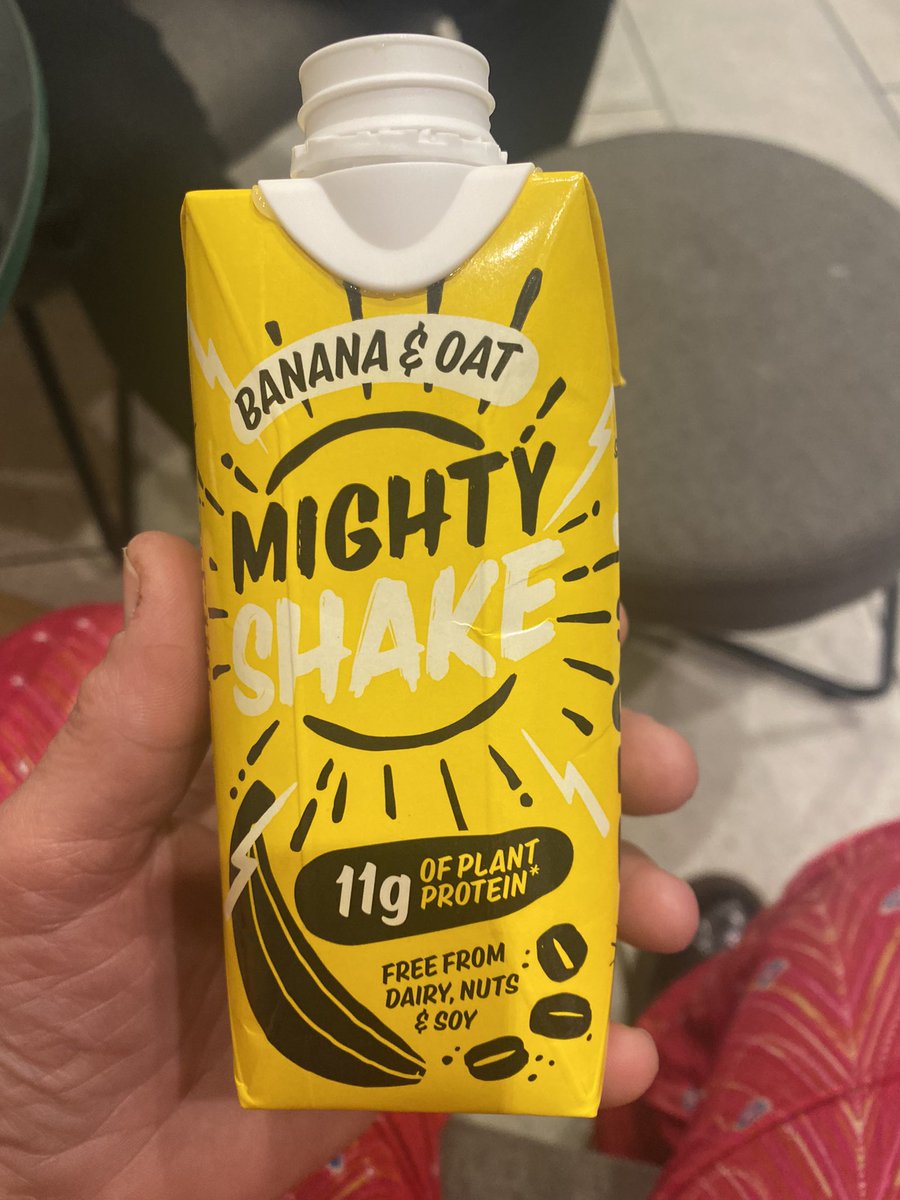 BANANA & OAT
MIGHTY
SHAKE
11g OF PLANT
PROTEIN*
FREE FROM
DAIRY, NUTS
& SOY